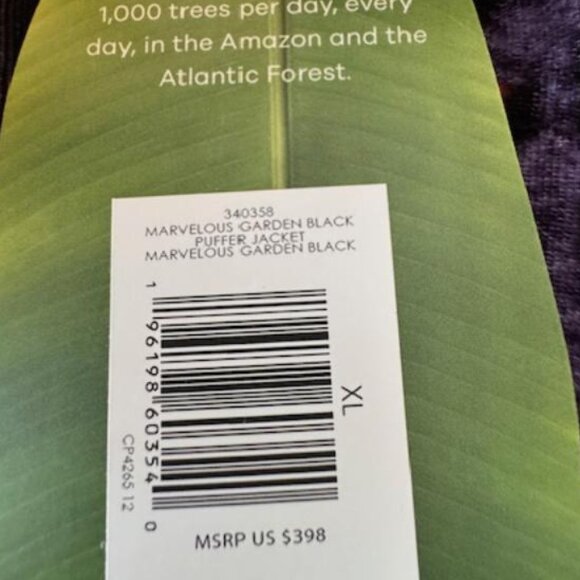 1,000 trees per day, every
day, in the Amazon and the
Atlantic Forest.
340358
MARVELOUS GARDEN BLACK
PUFFER JACKET
MARVELOUS GARDEN BLACK
1 96198 60354 0
XL
CP4265 12
MSRP US $398